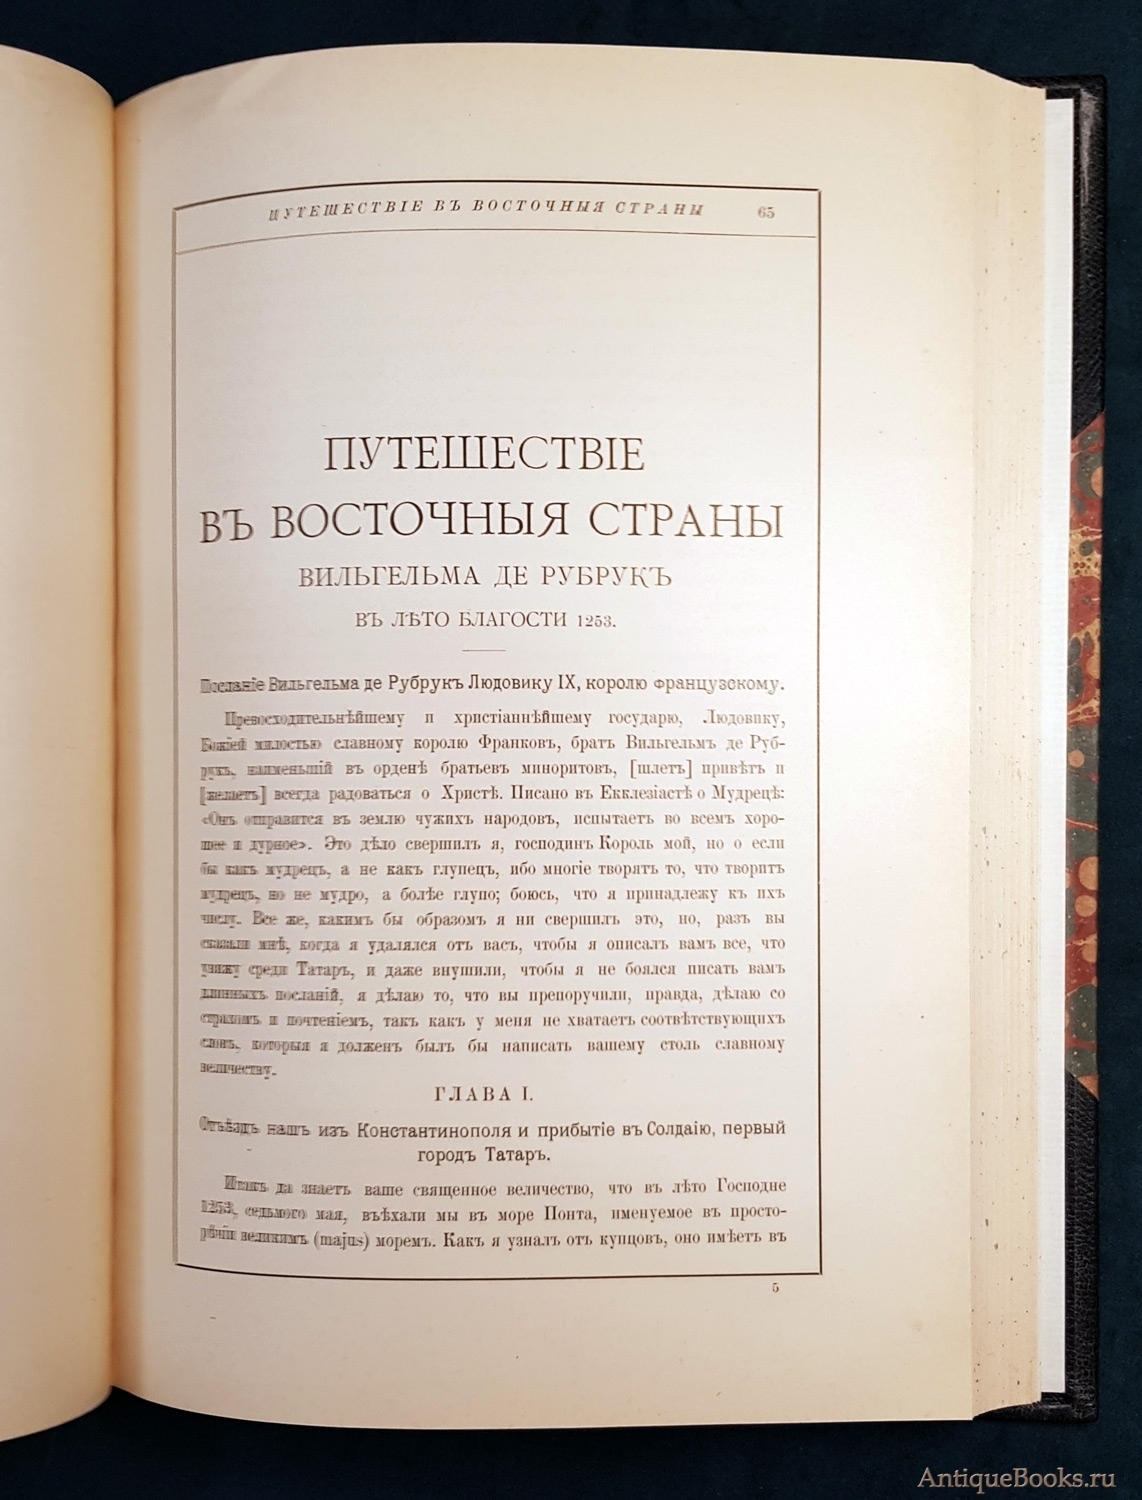 ПУТЕШЕСТВІЕ ВЪ ВОСТОЧНЫЯ СТРАНЫ 65
ПУТЕШЕСТВІЕ
ВЪ ВОСТОЧНЫЯ СТРАНЫ
ВИЛЬГЕЛЬМА ДЕ РУБРУКЪ
ВЪ ЛѢТО БЛАГОСТИ 1253.
Посланіе Вильгельма де Рубрукъ Людовику IX, королю французскому.
Превосходительнѣйшему и христіаннѣйшему государю, Людовику,
Божіей милостью славному королю Франковъ, братъ Вильгельмъ де Руб-
рукъ, наименьшій въ орденѣ братьевъ миноритовъ, [шлетъ] привѣтъ и
[желаетъ] всегда радоваться о Христѣ. Писано въ Екклезіастѣ о Мудрецѣ:
«Онъ отправится въ землю чужихъ народовъ, испытаетъ во всемъ хоро-
шее и дурное». Это дѣло свершилъ я, господинъ Король мой, но о если
бы какъ мудрецъ, а не какъ глупецъ, ибо многіе творятъ то, что творитъ
мудрецъ, но не мудро, а болѣе глупо; боюсь, что я принадлежу къ ихъ
числу. Все же, какимъ бы образомъ я ни свершилъ это, но, разъ вы
сказали мнѣ, когда я удалялся отъ васъ, чтобы я описалъ вамъ все, что
увижу среди Татаръ, и даже внушили, чтобы я не боялся писать вамъ
длинныхъ посланій, я дѣлаю то, что вы препоручили, правда, дѣлаю со
страхомъ и почтеніемъ, такъ какъ у меня не хватаетъ соотвѣтствующихъ
словъ, которыя я долженъ былъ бы написать вашему столь славному
величеству.
ГЛАВА I.
Отъѣздъ нашъ изъ Константинополя и прибытіе въ Солдаію, первый
городъ Татаръ.
Итакъ да знаетъ ваше священное величество, что въ лѣто Господне
1253, седьмого мая, въѣхали мы въ море Понта, именуемое въ просто-
рѣчіи великимъ (majus) моремъ. Какъ я узналъ отъ купцовъ, оно имѣетъ въ
5
AntiqueBooks.ru